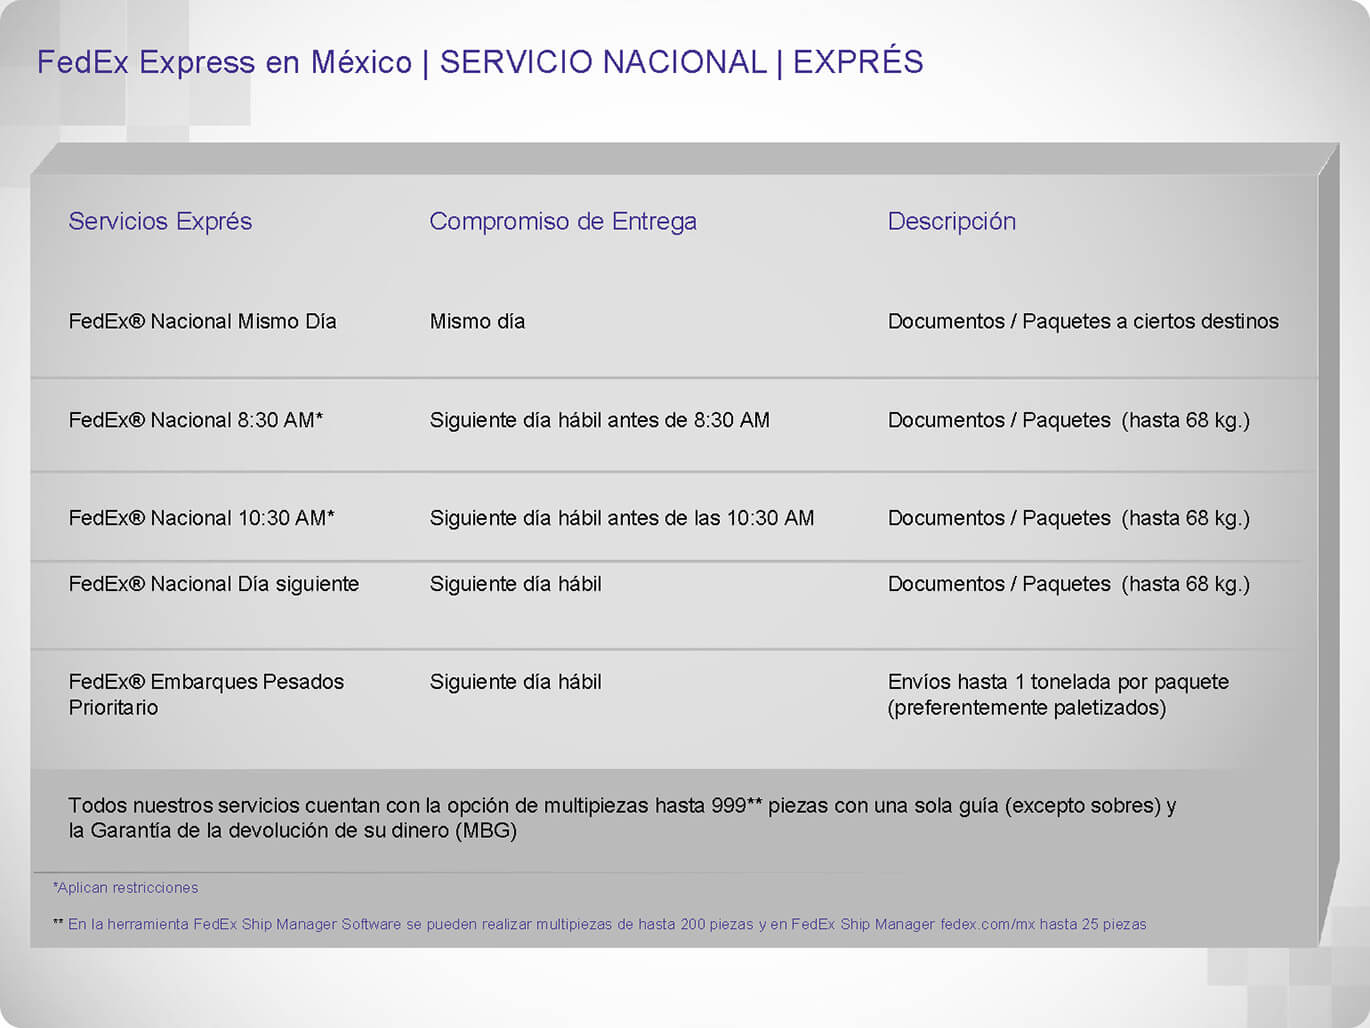 FedEx Express en México | SERVICIO NACIONAL | EXPRÉS
Servicios Exprés Compromiso de Entrega Descripción
FedEx® Nacional Mismo Día Mismo día Documentos / Paquetes a ciertos destinos
FedEx® Nacional 8:30 AM* Siguiente día hábil antes de 8:30 AM Documentos / Paquetes (hasta 68 kg.)
FedEx® Nacional 10:30 AM* Siguiente día hábil antes de las 10:30 AM Documentos / Paquetes (hasta 68 kg.)
FedEx® Nacional Día siguiente Siguiente día hábil Documentos / Paquetes (hasta 68 kg.)
FedEx® Embarques Pesados Siguiente día hábil Envíos hasta 1 tonelada por paquete
Prioritario (preferentemente paletizados)
Todos nuestros servicios cuentan con la opción de multipiezas hasta 999** piezas con una sola guía (excepto sobres) y
la Garantía de la devolución de su dinero (MBG)
*Aplican restricciones
** En la herramienta FedEx Ship Manager Software se pueden realizar multipiezas de hasta 200 piezas y en FedEx Ship Manager fedex.com/mx hasta 25 piezas